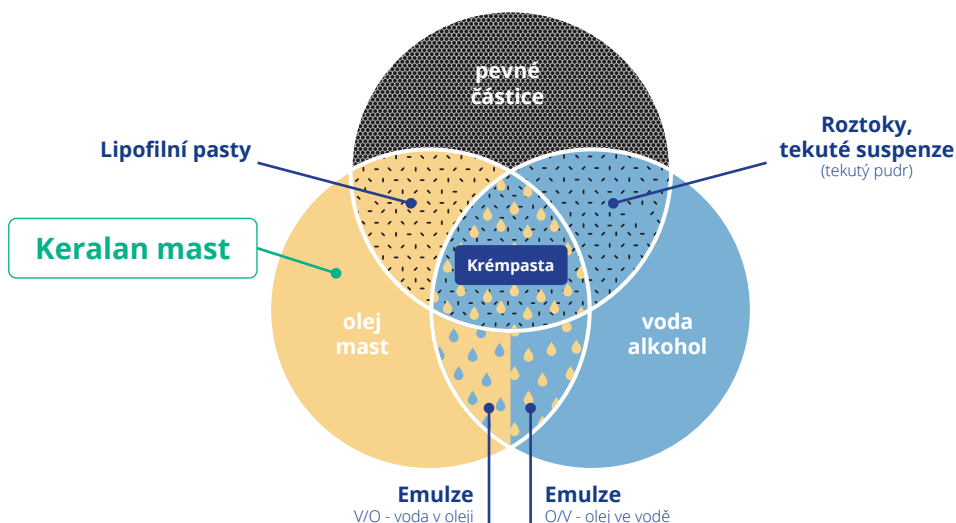 pevné
částice
Lipofilní pasty
Roztoky,
tekuté suspenze
(tekutý pudr)
Keralan mast
Krémpasta
olej
mast
voda
alkohol
Emulze
V/O - voda v oleji
Emulze
O/V - olej ve vodě